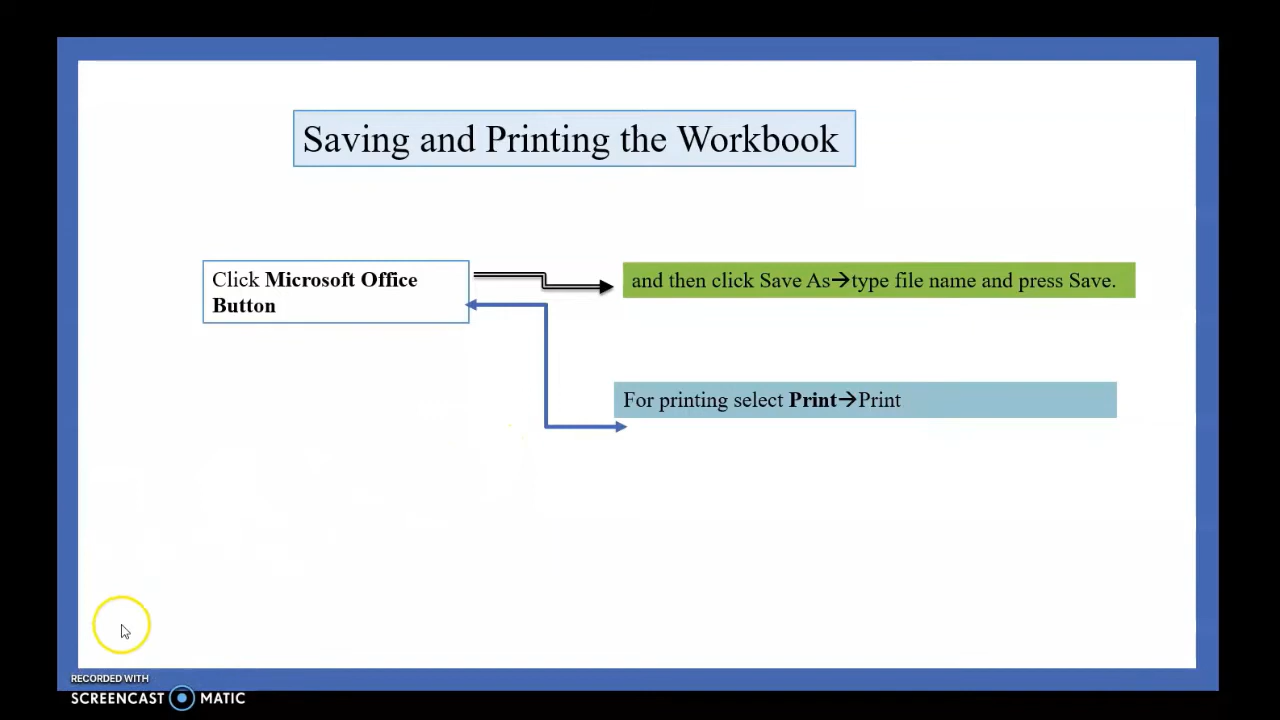 Saving and Printing the Workbook
Click Microsoft Office
Button
and then click Save As→type file name and press Save.
For printing select Print→Print
RECORDED WITH
SCREENCAST MATIC